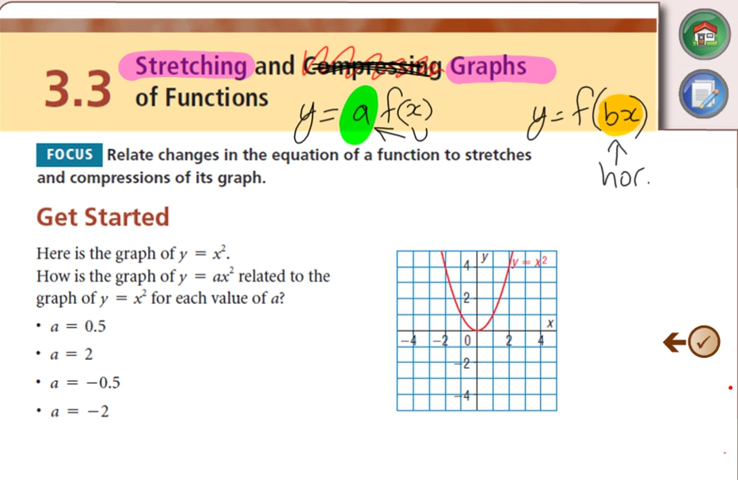 3.3 Stretching and Compressing Graphs
of Functions
y = a f(x)
y = f(bx)
hor.
FOCUS Relate changes in the equation of a function to stretches
and compressions of its graph.
Get Started
Here is the graph of y = x².
How is the graph of y = ax² related to the
graph of y = x² for each value of a?
• a = 0.5
• a = 2
• a = −0.5
• a = −2
4 y y = x²
2
x
−4 −2 0 2 4
−2
−4